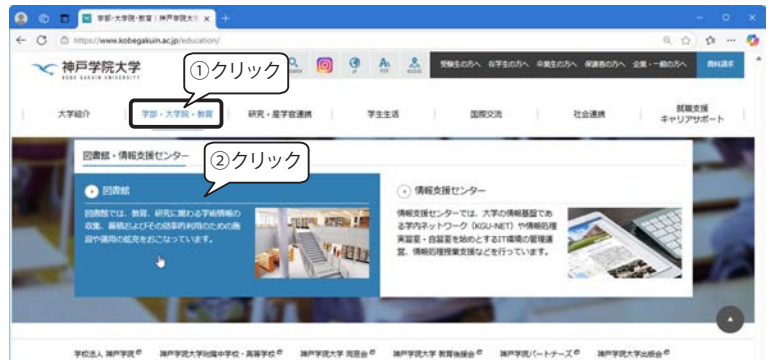 学部・大学院・教育｜神戸学院大
https://www.kobegakuin.ac.jp/education/
神戸学院大学
KOBE GAKUIN UNIVERSITY
①クリック
受験生の方へ 在学生の方へ 卒業生の方へ 保護者の方へ 企業・一般の方へ 資料請求
大学紹介 学部・大学院・教育 研究・産学官連携 学生生活 国際交流 社会連携 就職支援
キャリアサポート
図書館・情報支援センター
②クリック
図書館
図書館では、教育、研究に関わる学術情報の
収集、蓄積およびその効率的利用のための施
設や運用の拡充をおこなっています。
情報支援センター
情報支援センターでは、大学の情報基盤であ
る学内ネットワーク（KGU-NET）や情報処理
実習室・自習室を始めとするIT環境の管理運
営、情報処理授業支援などを行っています。
学校法人 神戸学院 神戸学院大学附属中学校・高等学校 神戸学院大学 同窓会 神戸学院大学 教育後援会 神戸学院パートナーズ 神戸学院大学出版会